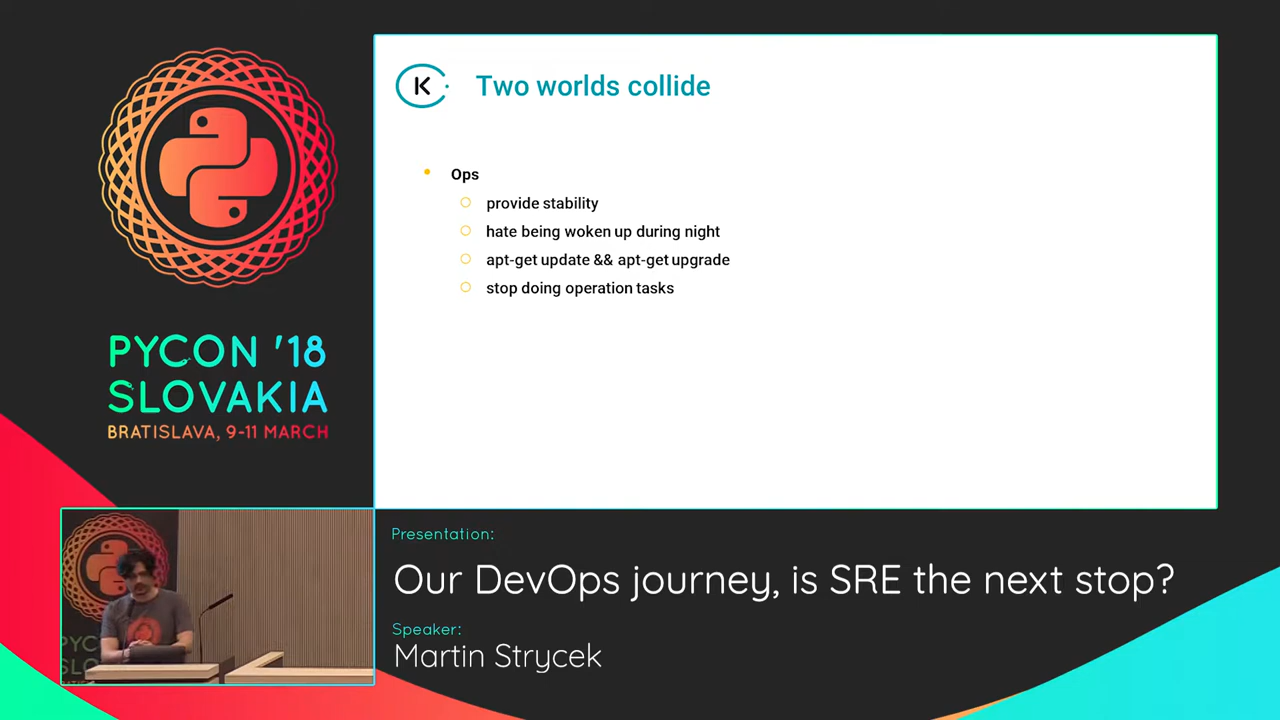 K
Two worlds collide
Ops
provide stability
hate being woken up during night
apt-get update && apt-get upgrade
stop doing operation tasks
PYCON '18
SLOVAKIA
BRATISLAVA, 9-11 MARCH
Presentation:
Our DevOps journey, is SRE the next stop?
Speaker:
Martin Strycek